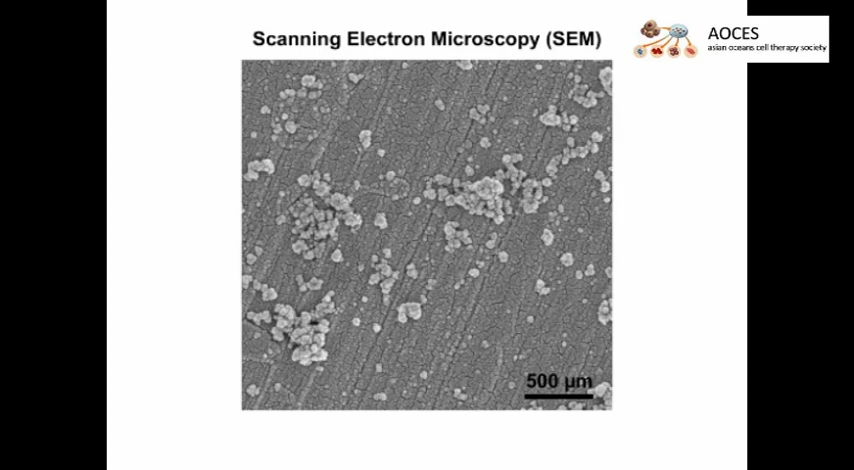 Scanning Electron Microscopy (SEM)
AOCES
asian oceans cell therapy society
500 µm